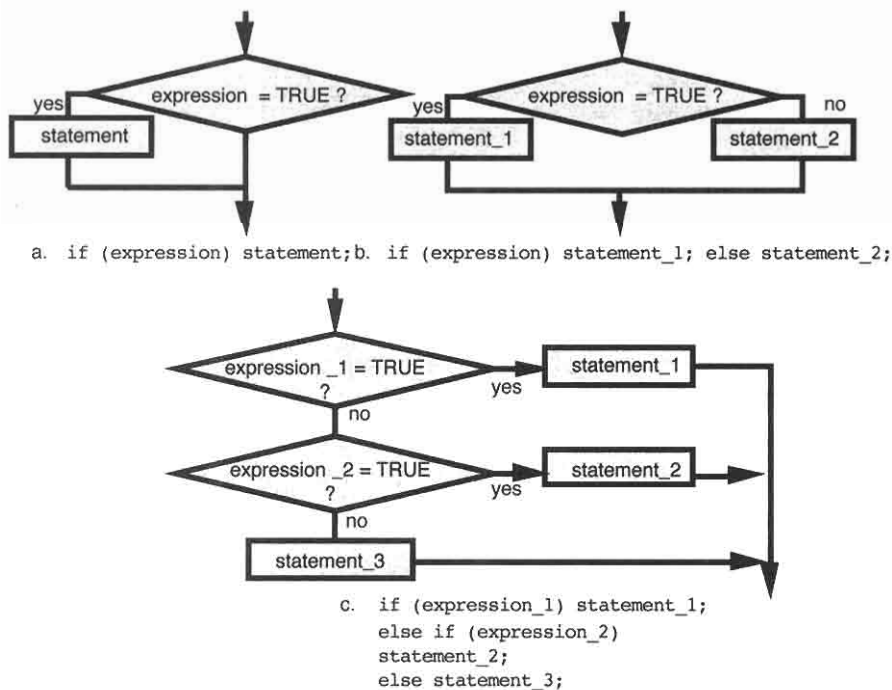 expression = TRUE ?
yes
statement
expression = TRUE ?
yes
no
statement_1
statement_2
a. if (expression) statement;
b. if (expression) statement_1; else statement_2;
expression _1 = TRUE
?
yes
statement_1
no
expression _2 = TRUE
?
yes
statement_2
no
statement_3
c. if (expression_1) statement_1;
else if (expression_2)
statement_2;
else statement_3;